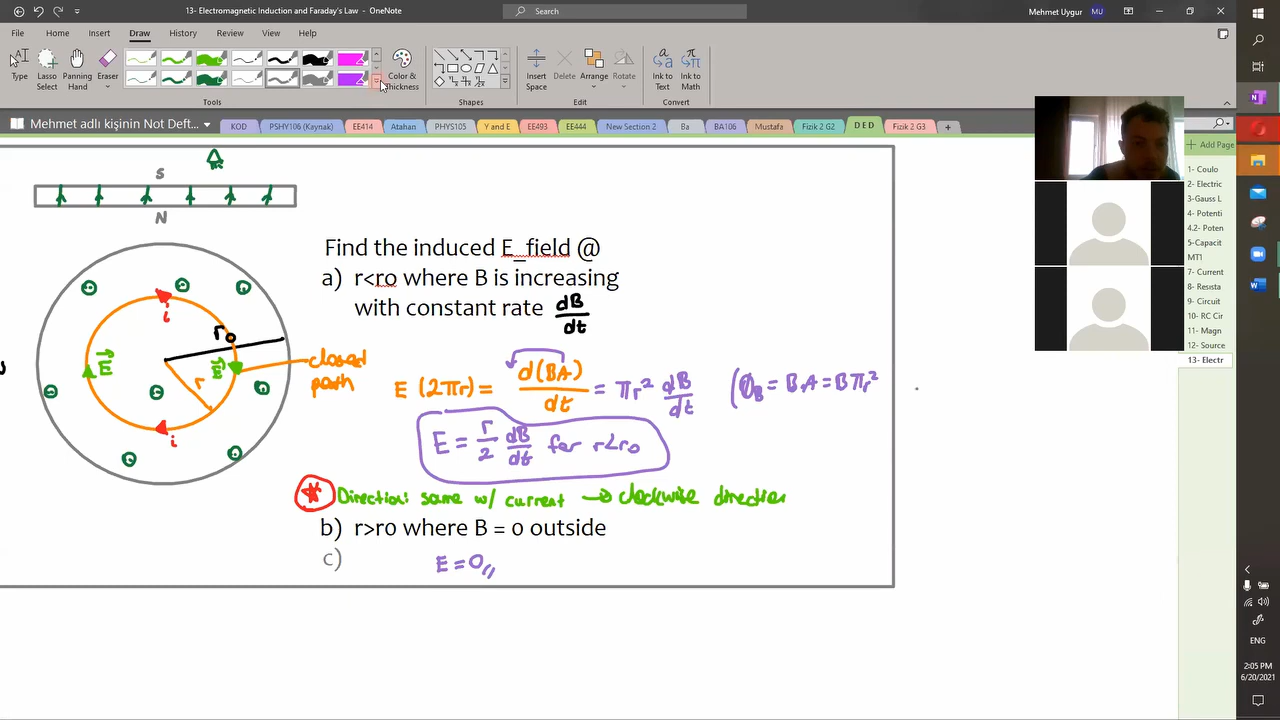 13- Electromagnetic Induction and Faraday's Law - OneNote
Search
Mehmet Uygur
MU
File Home Insert Draw History Review View Help
Type
Lasso Select
Panning Hand
Eraser
Color & Thickness
Insert Space
Delete
Arrange
Rotate
Ink to Text
Ink to Math
Tools
Shapes
Edit
Convert
Mehmet adlı kişinin Not Deft...
KOD PSHY106 (Kaynak) EE414 Atahan PHYS105 Y and E EE493 EE444 New Section 2 Ba BA106 Mustafa Fizik 2 G2 D E D Fizik 2 G3
Add Page
1- Coulo
2- Electric
3-Gauss L
4- Potenti
4.2- Poten
5-Capacit
MT1
7- Current
8- Resista
9- Circuit
10- RC Cir
11- Magn
12- Source
13- Electr
S
N
i
r₀
E
E
r
i
closed path
Find the induced E_field @
a) r<ro where B is increasing
with constant rate dB/dt
E (2πr) = d(BA)/dt = πr² dB/dt (Ø_B = BA = Bπr²
E = r/2 dB/dt for r<r₀
* Direction: same w/ current → clockwise direction
b) r>r0 where B = 0 outside
c)
E = 0//
ENG
2:05 PM
6/20/2021